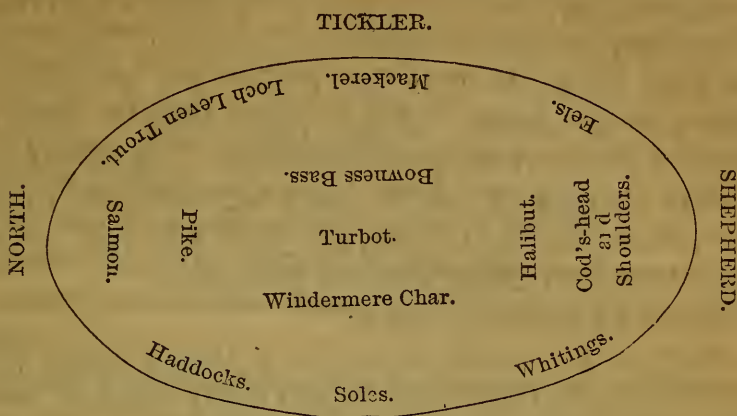 TICKLER.
Loch Leven Trout.
Mackerel.
Eels.
Bowness Bass.
NORTH.
Salmon.
Pike.
Turbot.
Halibut.
Cod's-head
and
Shoulders.
SHEPHERD.
Windermere Char.
Haddocks.
Soles.
Whitings.